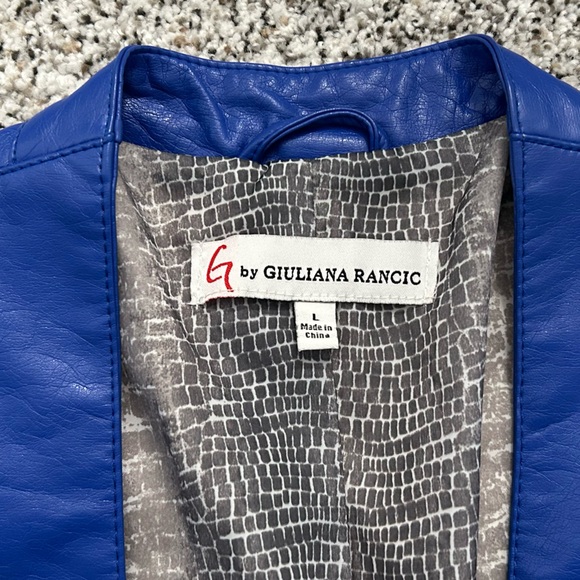 G by GIULIANA RANCIC
L
Made in
China